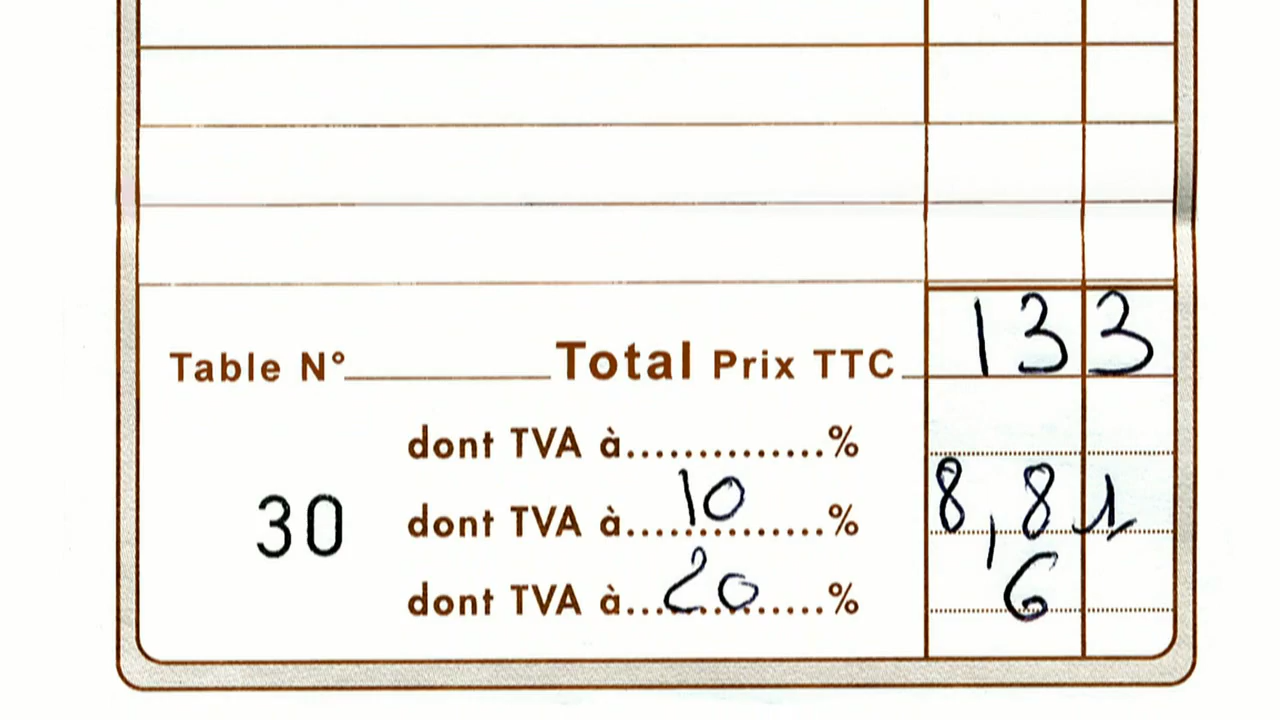 Table N° Total Prix TTC 133
dont TVA à..............%
30 dont TVA à 10 % 8,81
dont TVA à 20 % 6